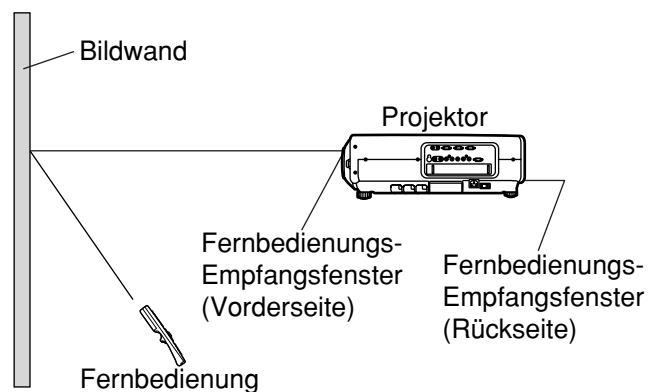 Bildwand
Projektor
Fernbedienungs-
Empfangsfenster
(Vorderseite)
Fernbedienungs-
Empfangsfenster
(Rückseite)
Fernbedienung